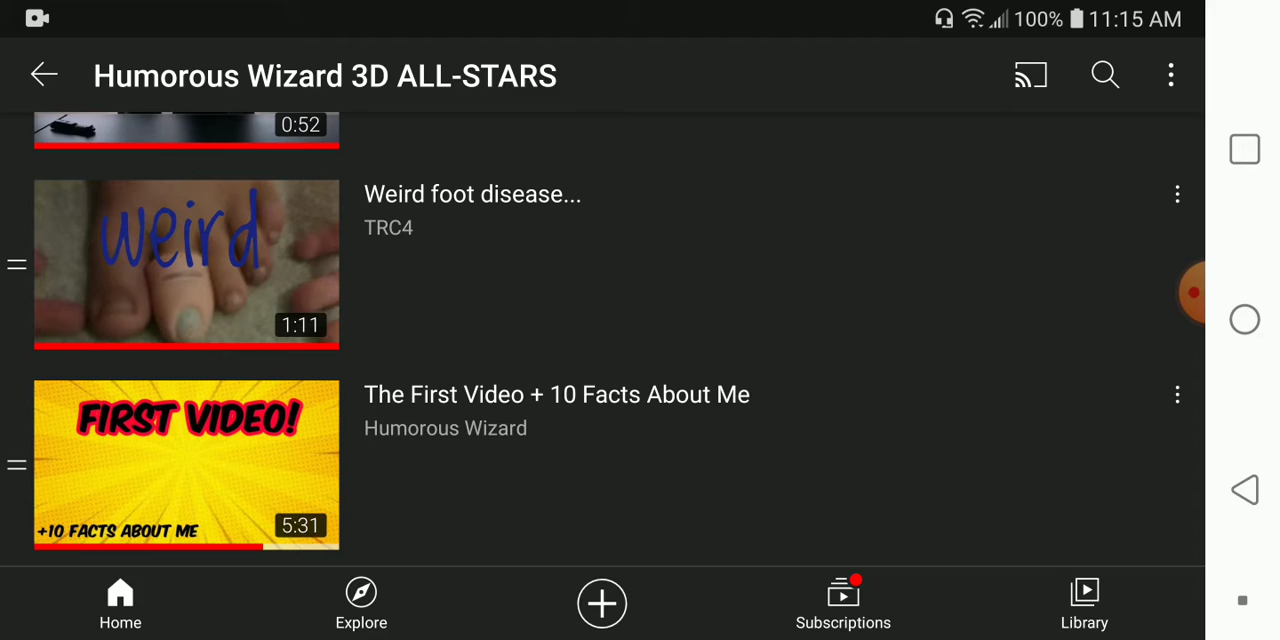 100% 11:15 AM
Humorous Wizard 3D ALL-STARS
0:52
weird
1:11
Weird foot disease...
TRC4
FIRST VIDEO!
+10 FACTS ABOUT ME
5:31
The First Video + 10 Facts About Me
Humorous Wizard
Home
Explore
Subscriptions
Library